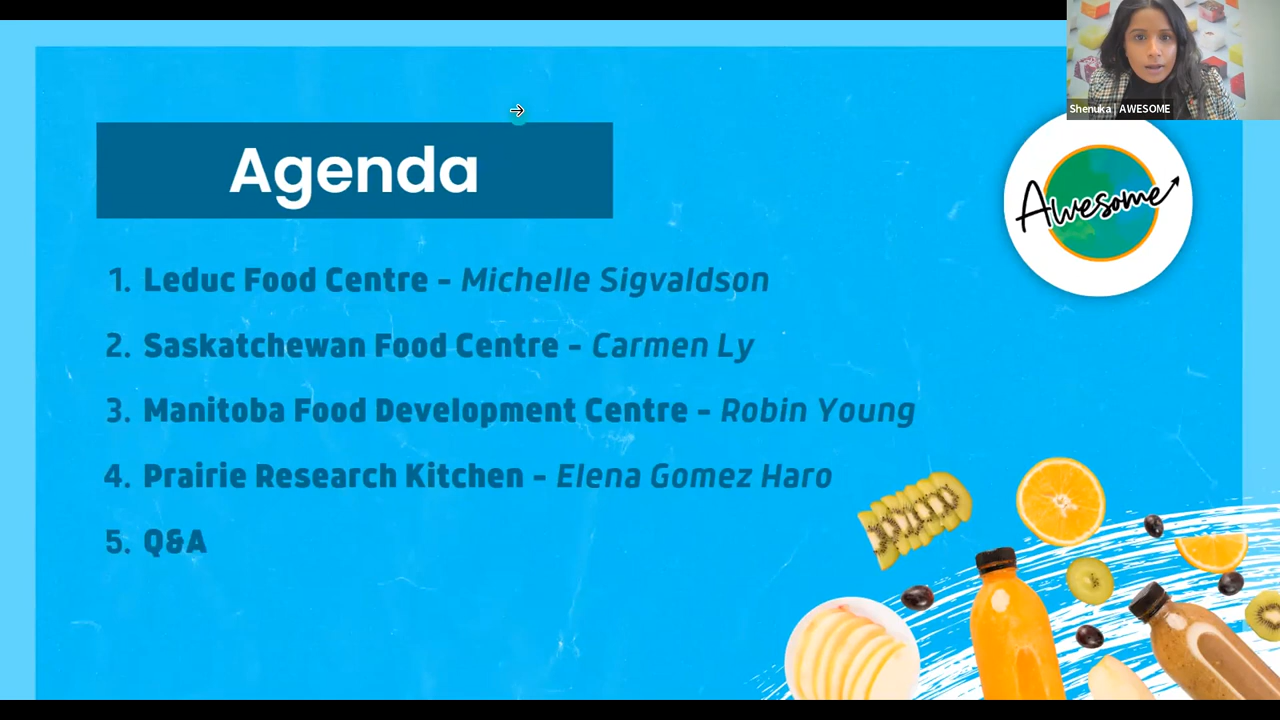 Shenuka | AWESOME
Agenda
Awesome
1. Leduc Food Centre - Michelle Sigvaldson
2. Saskatchewan Food Centre - Carmen Ly
3. Manitoba Food Development Centre - Robin Young
4. Prairie Research Kitchen - Elena Gomez Haro
5. Q&A